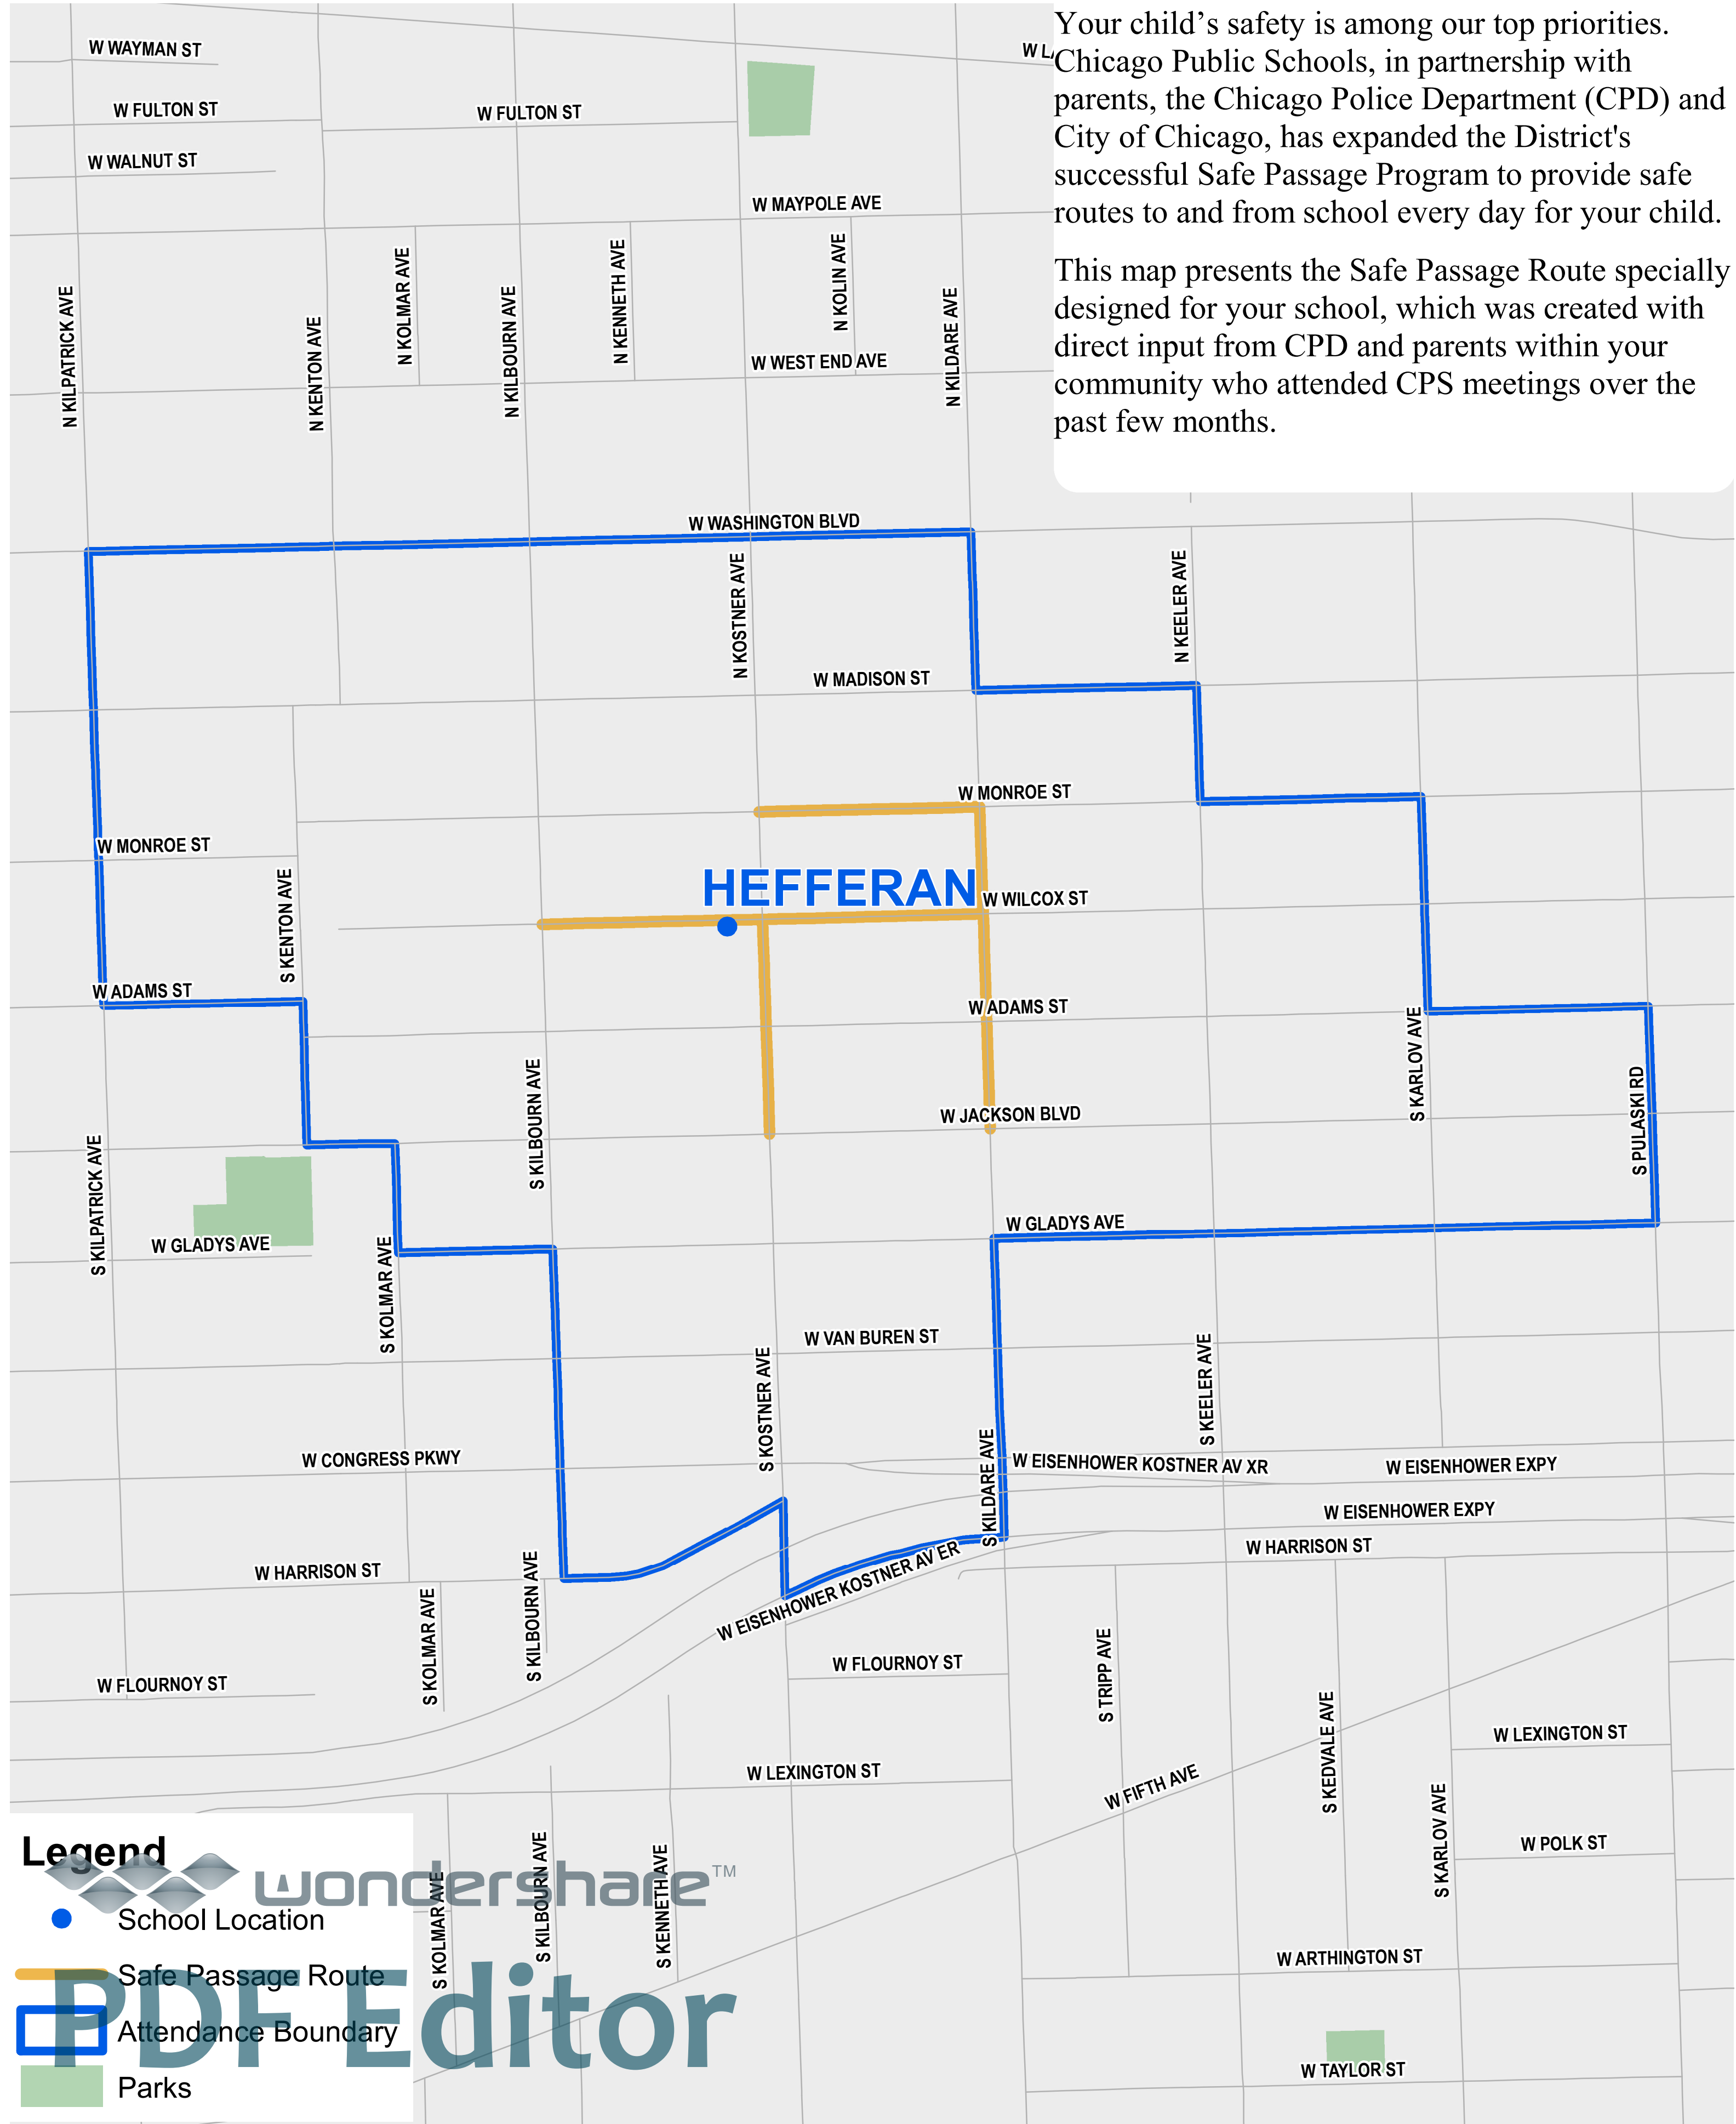 Your child’s safety is among our top priorities.
Chicago Public Schools, in partnership with
parents, the Chicago Police Department (CPD) and
City of Chicago, has expanded the District's
successful Safe Passage Program to provide safe
routes to and from school every day for your child.
This map presents the Safe Passage Route specially
designed for your school, which was created with
direct input from CPD and parents within your
community who attended CPS meetings over the
past few months.
W WAYMAN ST
W FULTON ST
W FULTON ST
W WALNUT ST
W MAYPOLE AVE
N KILPATRICK AVE
N KENTON AVE
N KOLMAR AVE
N KILBOURN AVE
N KENNETH AVE
N KOLIN AVE
N KILDARE AVE
W WEST END AVE
W WASHINGTON BLVD
N KOSTNER AVE
N KEELER AVE
W MADISON ST
W MONROE ST
W MONROE ST
HEFFERAN
W WILCOX ST
S KENTON AVE
W ADAMS ST
W ADAMS ST
S KARLOV AVE
S KILBOURN AVE
W JACKSON BLVD
S PULASKI RD
S KILPATRICK AVE
W GLADYS AVE
W GLADYS AVE
S KOLMAR AVE
W VAN BUREN ST
S KOSTNER AVE
S KEELER AVE
W CONGRESS PKWY
S KILDARE AVE
W EISENHOWER KOSTNER AV XR
W EISENHOWER EXPY
W EISENHOWER EXPY
W HARRISON ST
W HARRISON ST
W EISENHOWER KOSTNER AV ER
S KOLMAR AVE
S KILBOURN AVE
W FLOURNOY ST
W FLOURNOY ST
S TRIPP AVE
S KEDVALE AVE
W LEXINGTON ST
W LEXINGTON ST
W FIFTH AVE
S KARLOV AVE
W POLK ST
S KOLMAR AVE
S KILBOURN AVE
S KENNETH AVE
W ARTHINGTON ST
W TAYLOR ST
Legend
School Location
Safe Passage Route
Attendance Boundary
Parks
wondershare™
PDF Editor